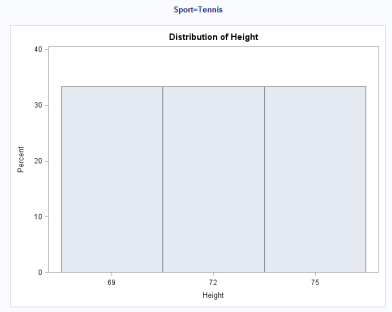 Sport=Tennis
Distribution of Height
40
30
20
10
0
Percent
69 72 75
Height